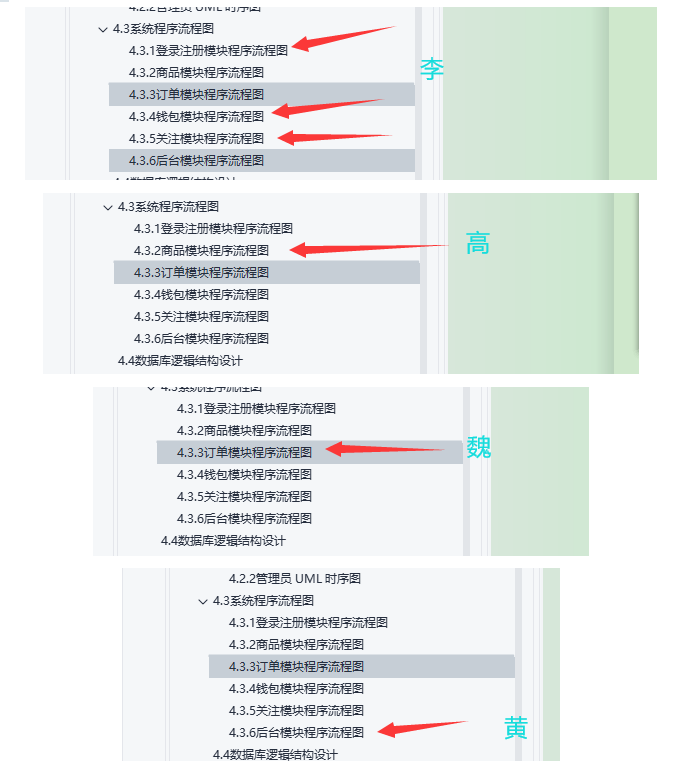 4.2.2管理员 UML 时序图
4.3系统程序流程图
4.3.1登录注册模块程序流程图
4.3.2商品模块程序流程图
李
4.3.3订单模块程序流程图
4.3.4钱包模块程序流程图
4.3.5关注模块程序流程图
4.3.6后台模块程序流程图
4.4数据库逻辑结构设计
4.3系统程序流程图
4.3.1登录注册模块程序流程图
高
4.3.2商品模块程序流程图
4.3.3订单模块程序流程图
4.3.4钱包模块程序流程图
4.3.5关注模块程序流程图
4.3.6后台模块程序流程图
4.4数据库逻辑结构设计
4.3系统程序流程图
4.3.1登录注册模块程序流程图
4.3.2商品模块程序流程图
4.3.3订单模块程序流程图
魏
4.3.4钱包模块程序流程图
4.3.5关注模块程序流程图
4.3.6后台模块程序流程图
4.4数据库逻辑结构设计
4.2.2管理员 UML 时序图
4.3系统程序流程图
4.3.1登录注册模块程序流程图
4.3.2商品模块程序流程图
4.3.3订单模块程序流程图
4.3.4钱包模块程序流程图
4.3.5关注模块程序流程图
4.3.6后台模块程序流程图
黄
4.4数据库逻辑结构设计